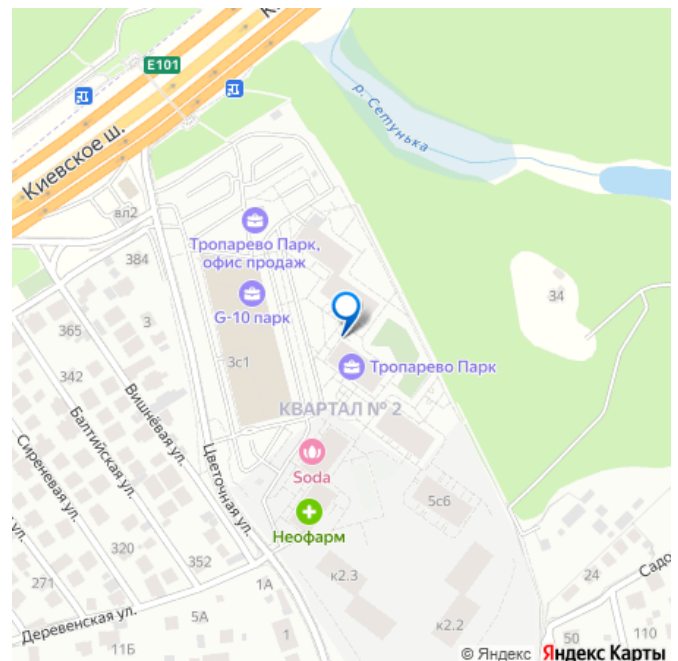 К
E101
Киевское ш.
р. Сетунька
вл2
Тропарево Парк,
офис продаж
384
G-10 парк
34
365
3
3с1
Тропарево Парк
342
КВАРТАЛ № 2
Вишнёвая ул.
Балтийская ул.
Сиреневая ул.
Цветочная ул.
Soda
5с6
Неофарм
320
352
271
1А
к2.3
24
Садо
Деревенская ул.
5А
к2.2
11Б
1
50
110
© Яндекс Яндекс Карты